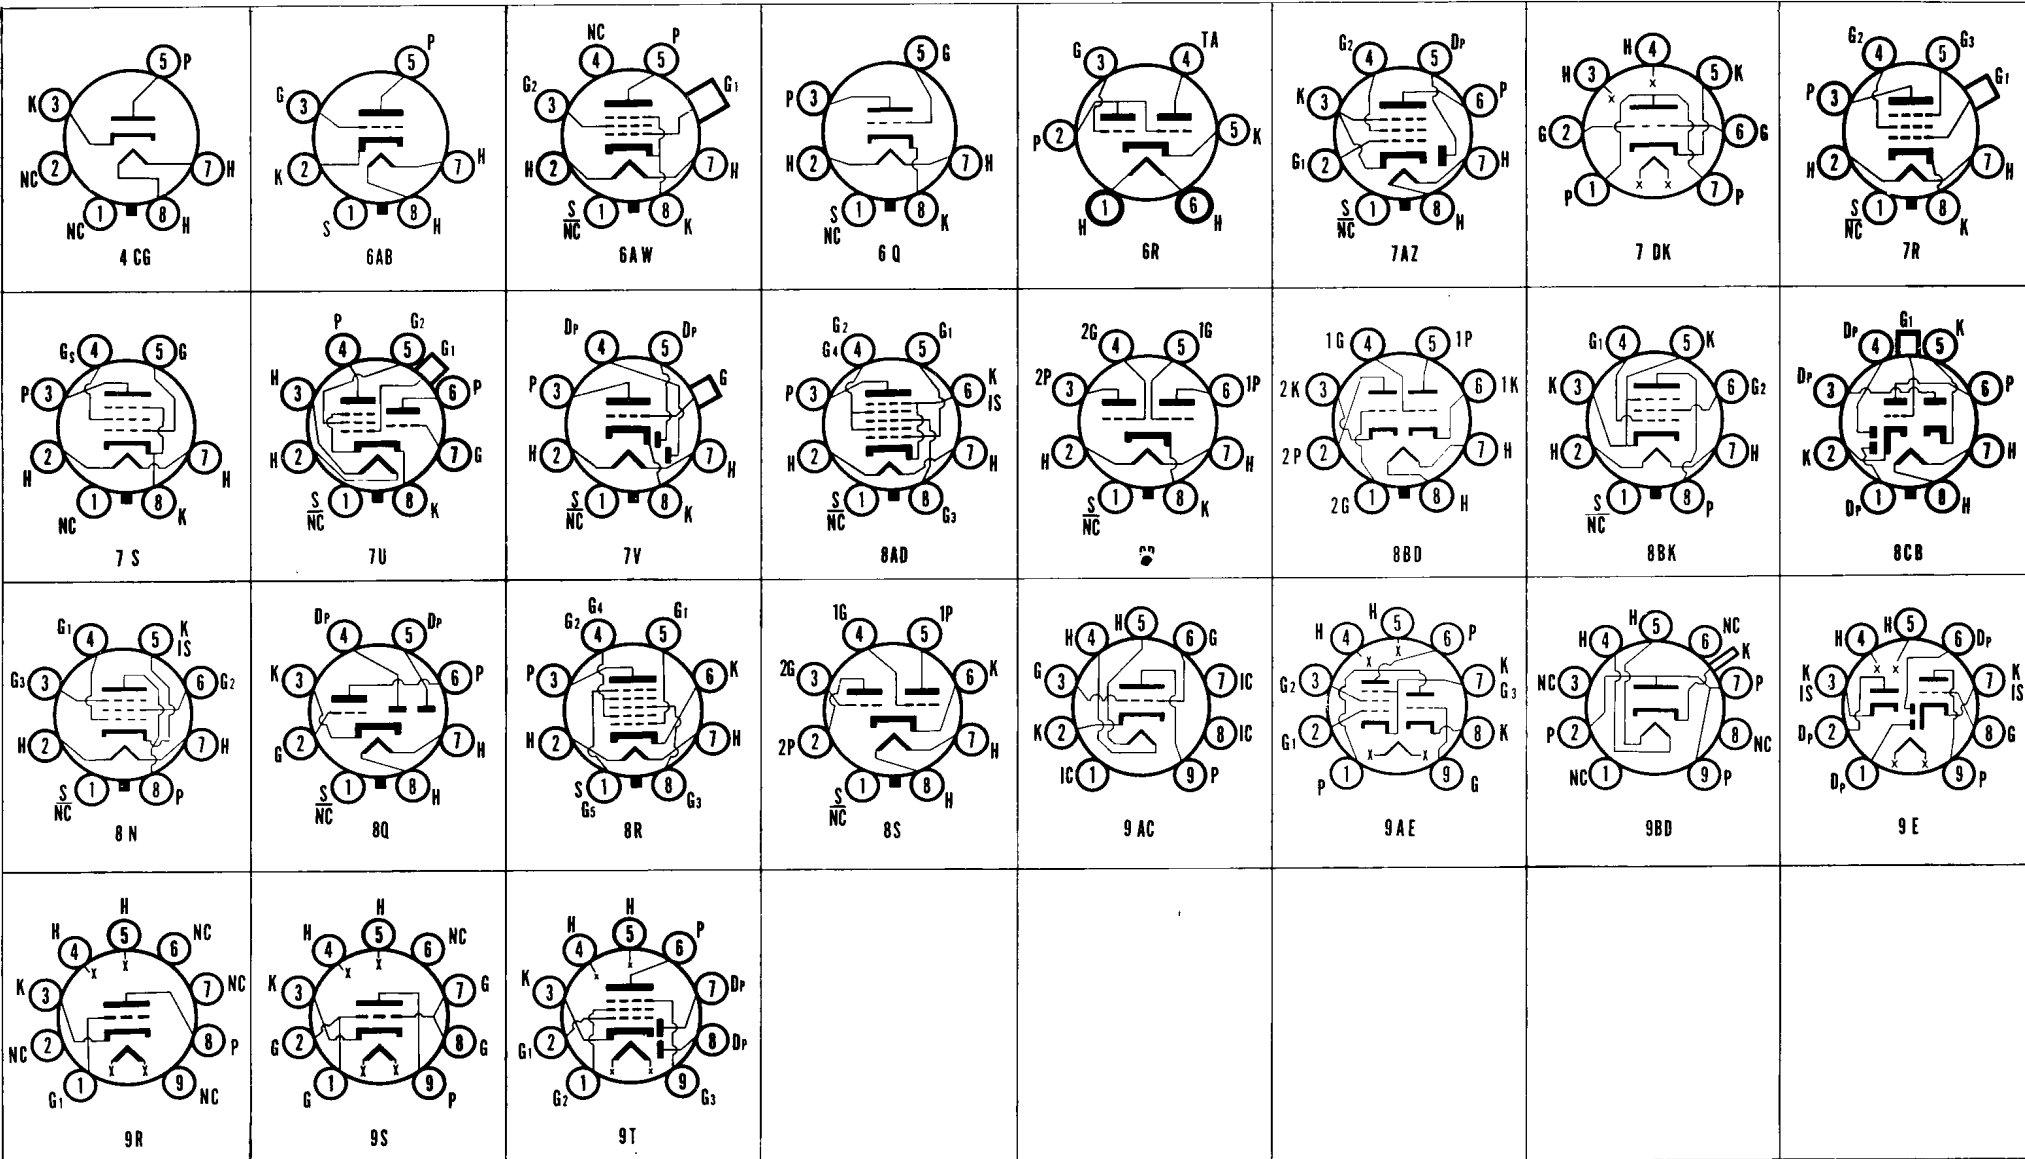 NC 4 P 5 G2 3 G1 H 2 7 H S/NC 1 8 K 6AW
K 3 5 P NC 2 7 H NC 1 8 H 4 CG
G 3 5 P K 2 7 H S 1 8 H 6AB
P 3 5 G H 2 7 H S NC 1 8 K 6 Q
G 3 4 TA P 2 5 K H 1 6 H 6R
G2 4 5 DP K 3 6 P G1 2 7 H S/NC 1 8 H 7AZ
H 4 H 3 5 K G 2 6 G P 1 7 P 7 DK
G2 4 5 G3 G1 P 3 H 2 7 H S/NC 1 8 K 7R
GS 4 5 G P 3 H 2 7 H NC 1 8 K 7 S
P 4 5 G2 G1 H 3 6 P H 2 7 G S/NC 1 8 K 7U
DP 4 5 DP P 3 G H 2 7 H S/NC 1 8 K 7V
G2 G4 4 5 G1 P 3 6 K IS H 2 7 H S/NC 1 8 G3 8AD
2G 4 5 1G 2P 3 6 1P H 2 7 H S/NC 1 8 K
1G 4 5 1P 2K 3 6 1K 2P 2 7 H 2G 1 8 H 8BD
G1 4 5 K K 3 6 G2 H 2 7 H S/NC 1 8 P 8BK
DP 4 G1 5 K DP 3 6 P K 2 7 H DP 1 8 H 8CB
G1 4 5 K IS G3 3 6 G2 H 2 7 H S/NC 1 8 P 8 N
DP 4 5 DP K 3 6 P G 2 7 H S/NC 1 8 H 8Q
G4 G2 4 5 G1 P 3 6 K H 2 7 H S G5 1 8 G3 8R
1G 4 5 1P 2G 3 6 K 2P 2 7 H S/NC 1 8 H 8S
H 4 H 5 6 G G 3 7 IC K 2 8 IC IC 1 9 P 9 AC
H 4 H 5 6 P G2 3 7 K G3 G1 2 8 K P 1 9 G 9 AE
H 4 H 5 6 NC K NC 3 7 P P 2 8 NC NC 1 9 P 9BD
H 4 H 5 6 DP K IS 3 7 K IS DP 2 8 G DP 1 9 P 9 E
H 4 H 5 6 NC K 3 7 NC NC 2 8 P G1 1 9 NC 9R
H 4 H 5 6 NC K 3 7 G G 2 8 G G 1 9 P 9S
H 4 H 5 6 P K 3 7 DP G1 2 8 DP G2 1 9 G3 9T